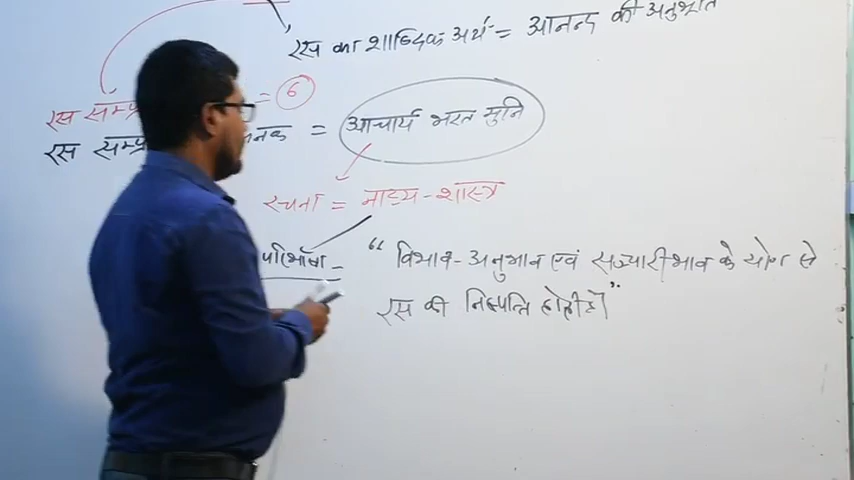 रस का शाब्दिक अर्थ = आनन्द की अनुभूति
रस सम्प्र = 6
रस सम्प्र नक = आचार्य भरत मुनि
रचना = नाट्य-शास्त्र
परिभाषा = “विभाव-अनुभाव एवं सञ्चारीभाव के योग से
रस की निष्पत्ति होती है”